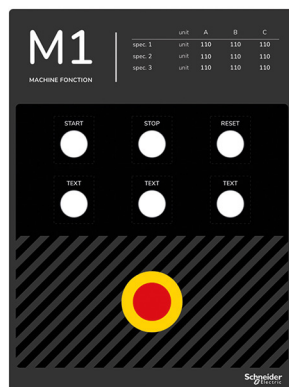 M1
MACHINE FONCTION
unit A B C
spec. 1 unit 110 110 110
spec. 2 unit 110 110 110
spec. 3 unit 110 110 110
START STOP RESET
TEXT TEXT TEXT
Schneider
Electric